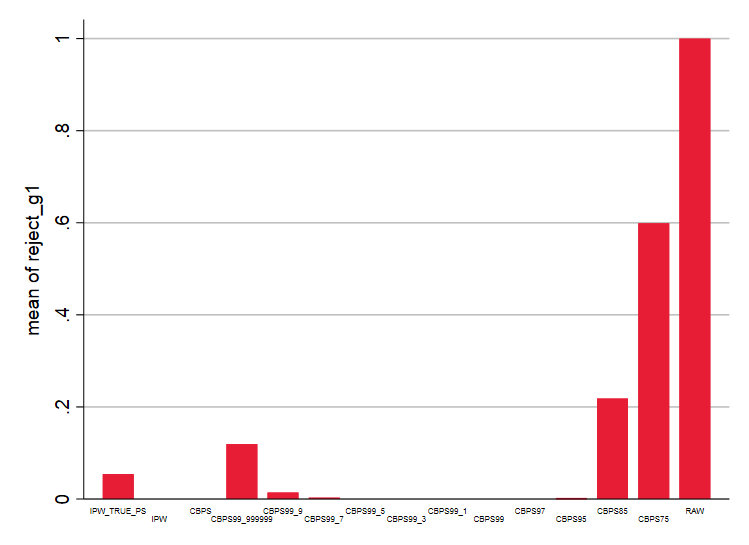 mean of reject_g1
1
.8
.6
.4
.2
0
IPW_TRUE_PS
IPW
CBPS
CBPS99_999999
CBPS99_9
CBPS99_7
CBPS99_5
CBPS99_3
CBPS99_1
CBPS99
CBPS97
CBPS95
CBPS85
CBPS75
RAW